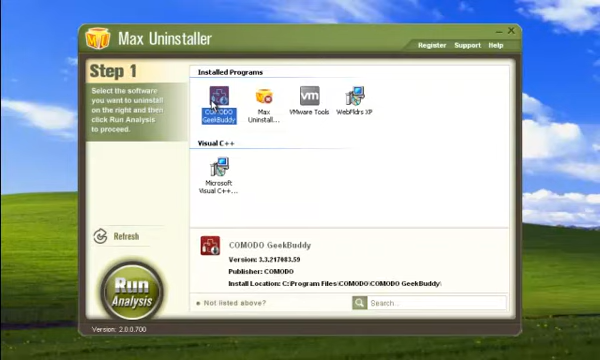 Max Uninstaller
Register Support Help
Step 1
Select the software
you want to uninstall
on the right and then
click Run Analysis
to proceed.
Installed Programs
COMODO
GeekBuddy
Max
Uninstall...
VMware Tools
WebFldrs XP
Visual C++
Microsoft
Visual C++...
Refresh
COMODO GeekBuddy
Version: 3.3.217083.59
Publisher: COMODO
Install Location: C:\Program Files\COMODO\COMODO GeekBuddy\
Run
Analysis
Not listed above?
Search...
Version: 2.0.0.700
vm